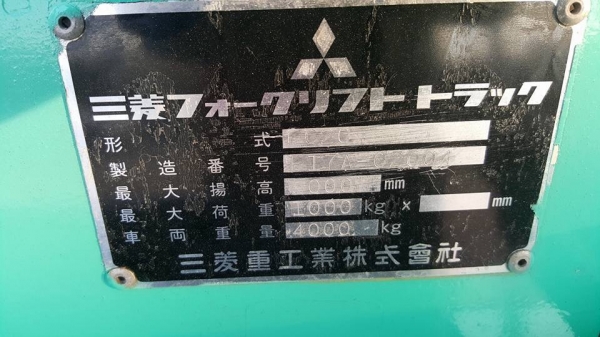 三菱フォークリフトトラック
形式
製造番号
最大揚高 mm
最大荷重 kg × mm
車両重量 4000 kg
三菱重工業株式會社